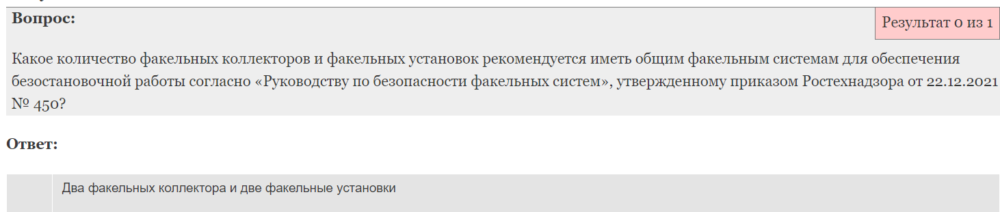 Вопрос:
Результат 0 из 1
Какое количество факельных коллекторов и факельных установок рекомендуется иметь общим факельным системам для обеспечения
безостановочной работы согласно «Руководству по безопасности факельных систем», утвержденному приказом Ростехнадзора от 22.12.2021
№ 450?
Ответ:
Два факельных коллектора и две факельные установки